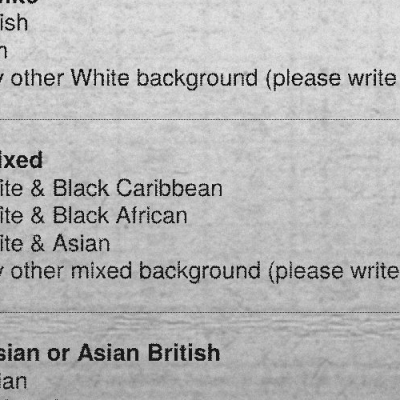 ish
y other White background (please write
ixed
ite & Black Caribbean
ite & Black African
ite & Asian
y other mixed background (please write
sian or Asian British
ian